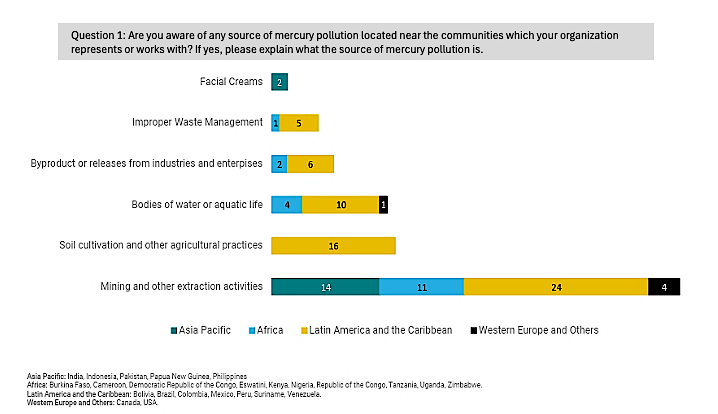 Question 1: Are you aware of any source of mercury pollution located near the communities which your organization
represents or works with? If yes, please explain what the source of mercury pollution is.
Facial Creams 2
Improper Waste Management 1 5
Byproduct or releases from industries and enterpises 2 6
Bodies of water or aquatic life 4 10 1
Soil cultivation and other agricultural practices 16
Mining and other extraction activities 14 11 24 4
Asia Pacific Africa Latin America and the Caribbean Western Europe and Others
Asia Pacific: India, Indonesia, Pakistan, Papua New Guinea, Philippines
Africa: Burkina Faso, Cameroon, Democratic Republic of the Congo, Eswatini, Kenya, Nigeria, Republic of the Congo, Tanzania, Uganda, Zimbabwe.
Latin America and the Caribbean: Bolivia, Brazil, Colombia, Mexico, Peru, Suriname, Venezuela.
Western Europe and Others: Canada, USA.